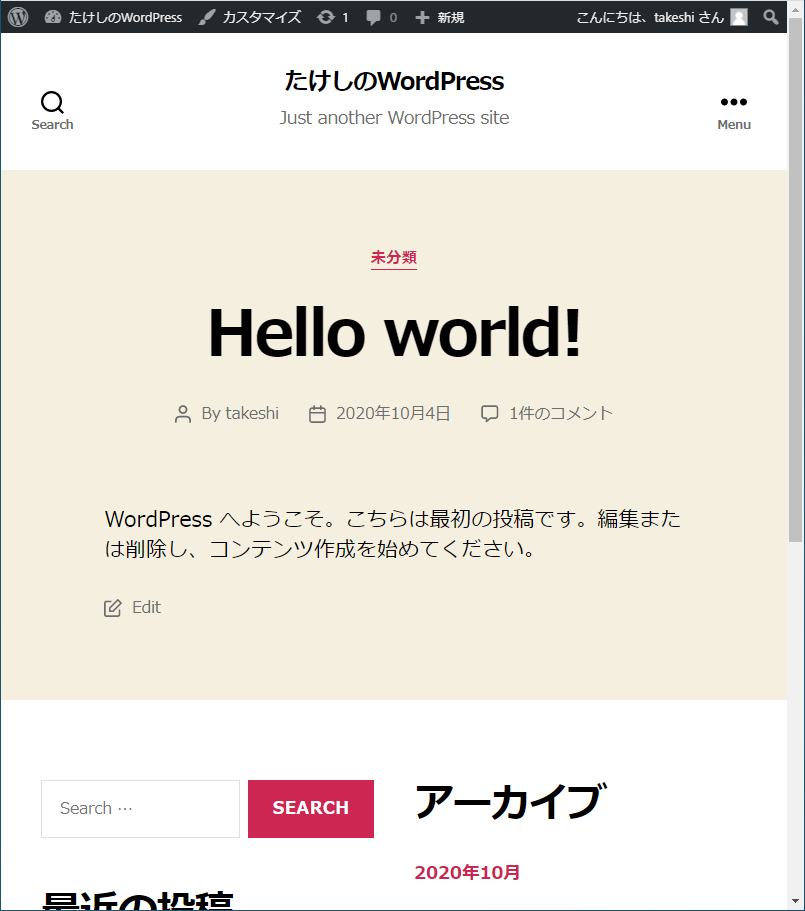 たけしのWordPress カスタマイズ 1 0 新規 こんにちは、takeshi さん
たけしのWordPress
Just another WordPress site
Search
Menu
未分類
Hello world!
By takeshi 2020年10月4日 1件のコメント
WordPress へようこそ。こちらは最初の投稿です。編集また
は削除し、コンテンツ作成を始めてください。
Edit
Search …
SEARCH
アーカイブ
2020年10月
最近の投稿